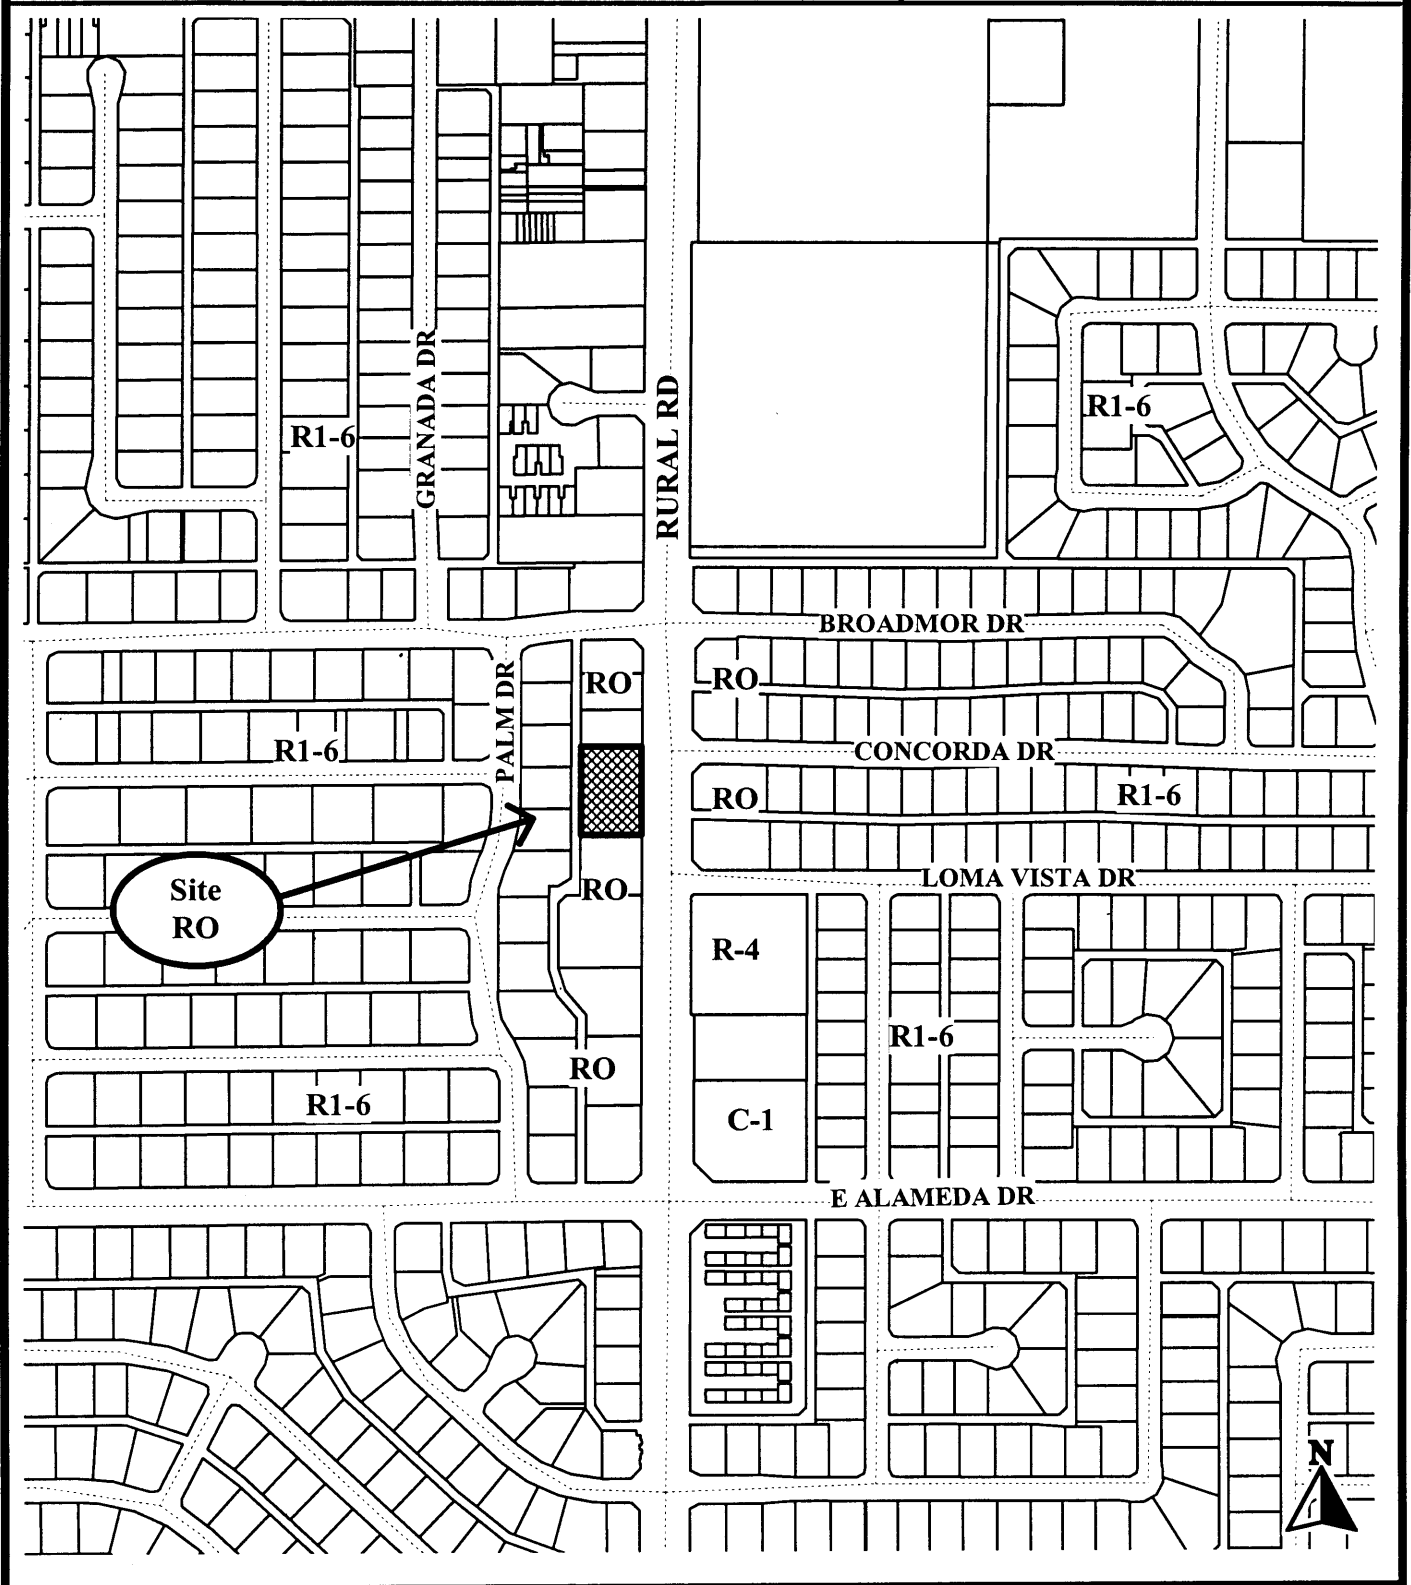 GRANADA DR
RURAL RD
R1-6
R1-6
BROADMOR DR
PALM DR
RO
RO
R1-6
CONCORDA DR
RO
R1-6
Site
RO
RO
LOMA VISTA DR
R-4
R1-6
RO
R1-6
C-1
E ALAMEDA DR
N